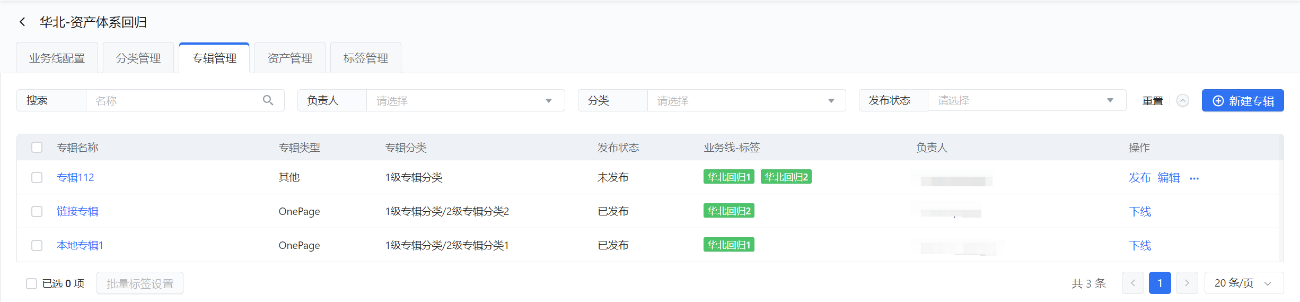 华北-资产体系回归
业务线配置 分类管理 专辑管理 资产管理 标签管理
搜索 名称 负责人 请选择 分类 请选择 发布状态 请选择 重置 新建专辑
专辑名称 专辑类型 专辑分类 发布状态 业务线-标签 负责人 操作
专辑112 其他 1级专辑分类 未发布 华北回归1 华北回归2 发布 编辑 ...
链接专辑 OnePage 1级专辑分类/2级专辑分类2 已发布 华北回归2 下线
本地专辑1 OnePage 1级专辑分类/2级专辑分类1 已发布 华北回归1 下线
已选 0 项 批量标签设置 共 3 条 1 20 条/页